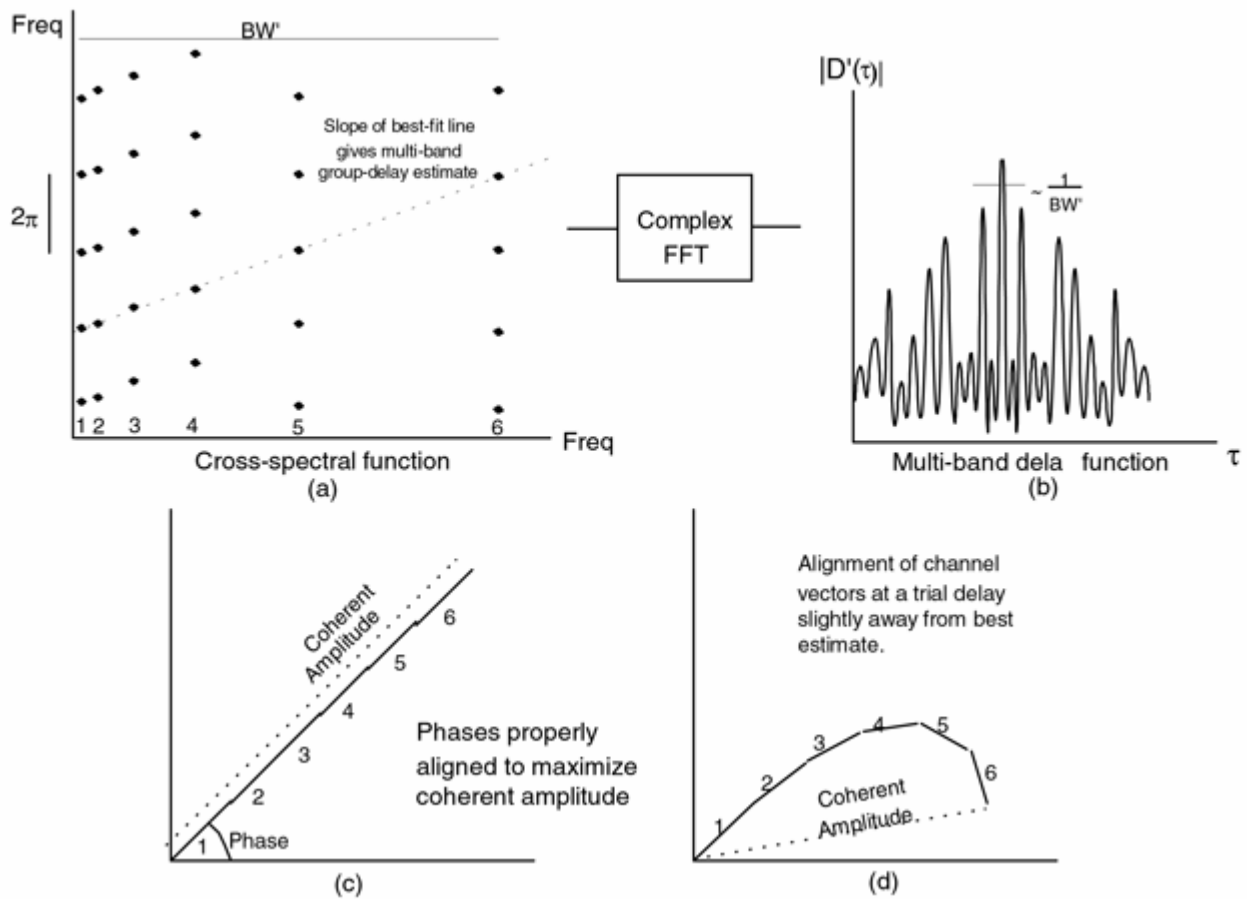 Freq
BW'
Slope of best-fit line
gives multi-band
group-delay estimate
2π
1 2 3 4 5 6
Freq
Cross-spectral function
(a)
Complex
FFT
|D'(τ)|
~ 1
BW'
τ
Multi-band dela function
(b)
Coherent
Amplitude
1
2
3
4
5
6
Phase
Phases properly
aligned to maximize
coherent amplitude
(c)
Alignment of channel
vectors at a trial delay
slightly away from best
estimate.
1
2
3
4
5
6
Coherent
Amplitude
(d)